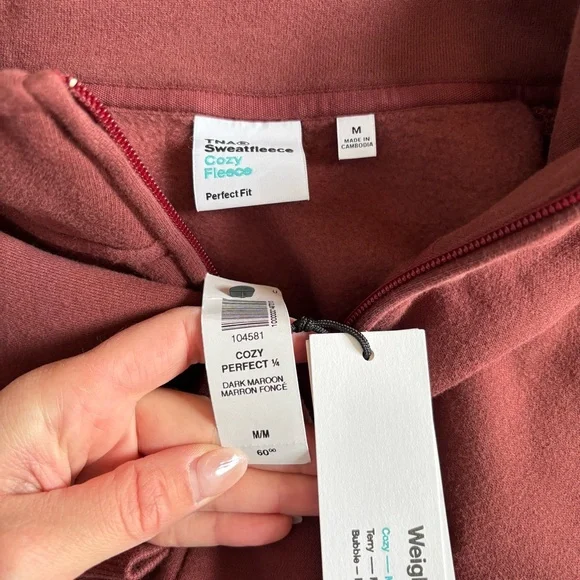 TNA®
Sweatfleece
Cozy
Fleece
Perfect Fit
M
MADE IN
CAMBODIA
104581
COZY
PERFECT ¼
DARK MAROON
MARRON FONCÉ
M/M
60⁰⁰
Weig
Cozy —
Terry —
Bubble —